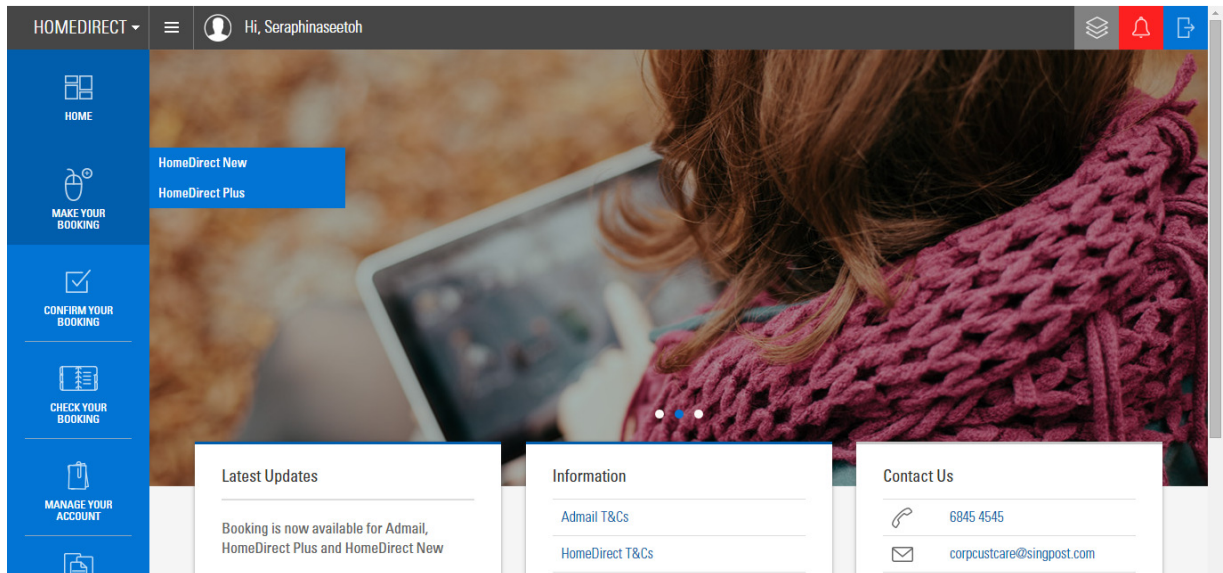 HOMEDIRECT
Hi, Seraphinaseetoh
HOME
MAKE YOUR
BOOKING
HomeDirect New
HomeDirect Plus
CONFIRM YOUR
BOOKING
CHECK YOUR
BOOKING
MANAGE YOUR
ACCOUNT
Latest Updates
Booking is now available for Admail,
HomeDirect Plus and HomeDirect New
Information
Admail T&Cs
HomeDirect T&Cs
Contact Us
6845 4545
corpcustcare@singpost.com